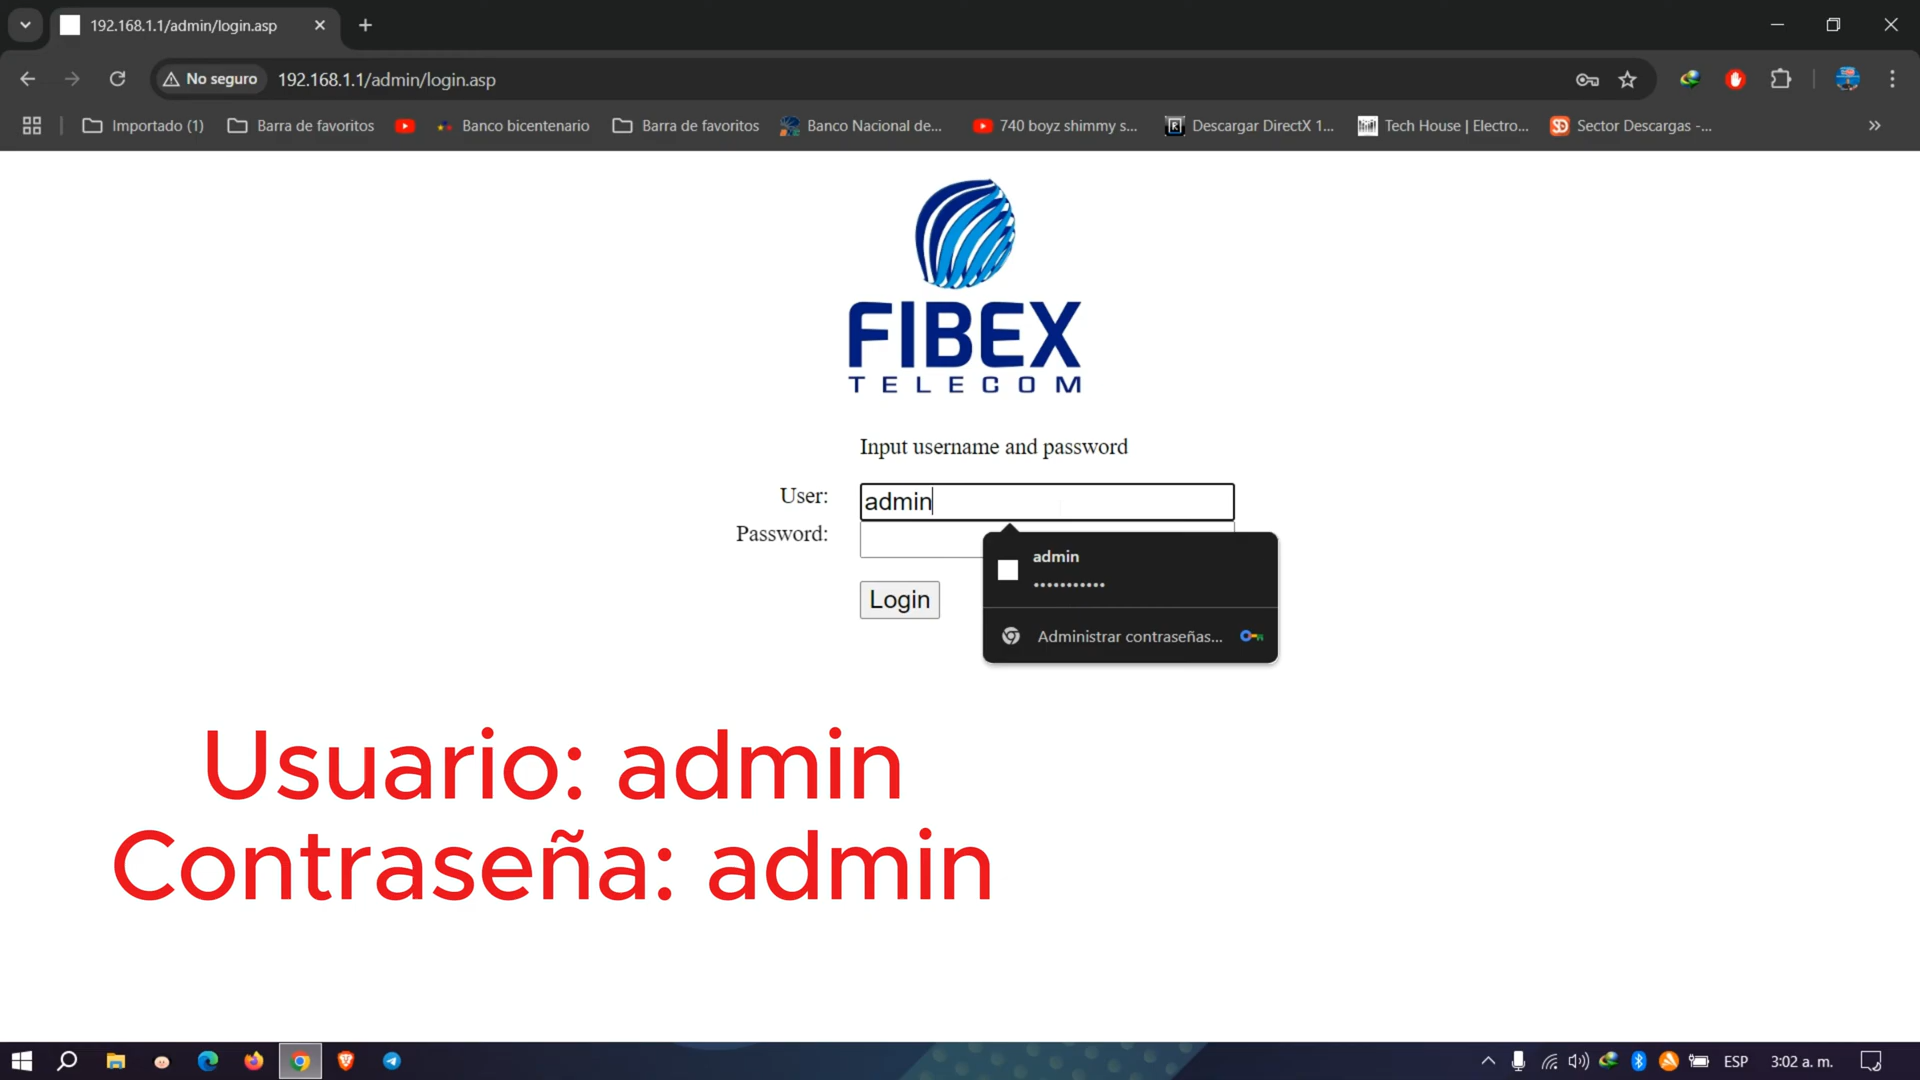 192.168.1.1/admin/login.asp
No seguro
192.168.1.1/admin/login.asp
Importado (1)
Barra de favoritos
Banco bicentenario
Barra de favoritos
Banco Nacional de...
740 boyz shimmy s...
Descargar DirectX 1...
Tech House | Electro...
Sector Descargas -...
FIBEX
TELECOM
Input username and password
User:
admin
Password:
admin
•••••••••••
Login
Administrar contraseñas...
Usuario: admin
Contraseña: admin
ESP
3:02 a. m.